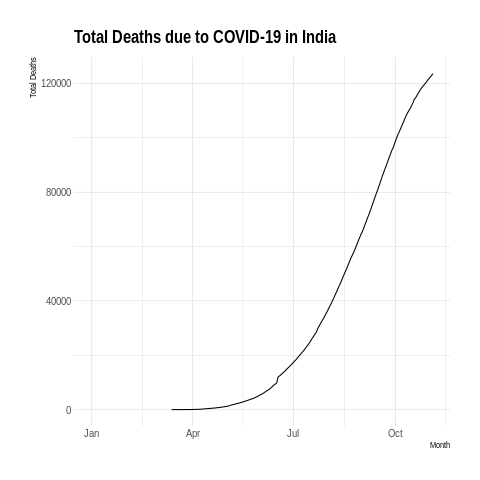 Total Deaths due to COVID-19 in India
Total Deaths
120000
80000
40000
0
Jan Apr Jul Oct
Month